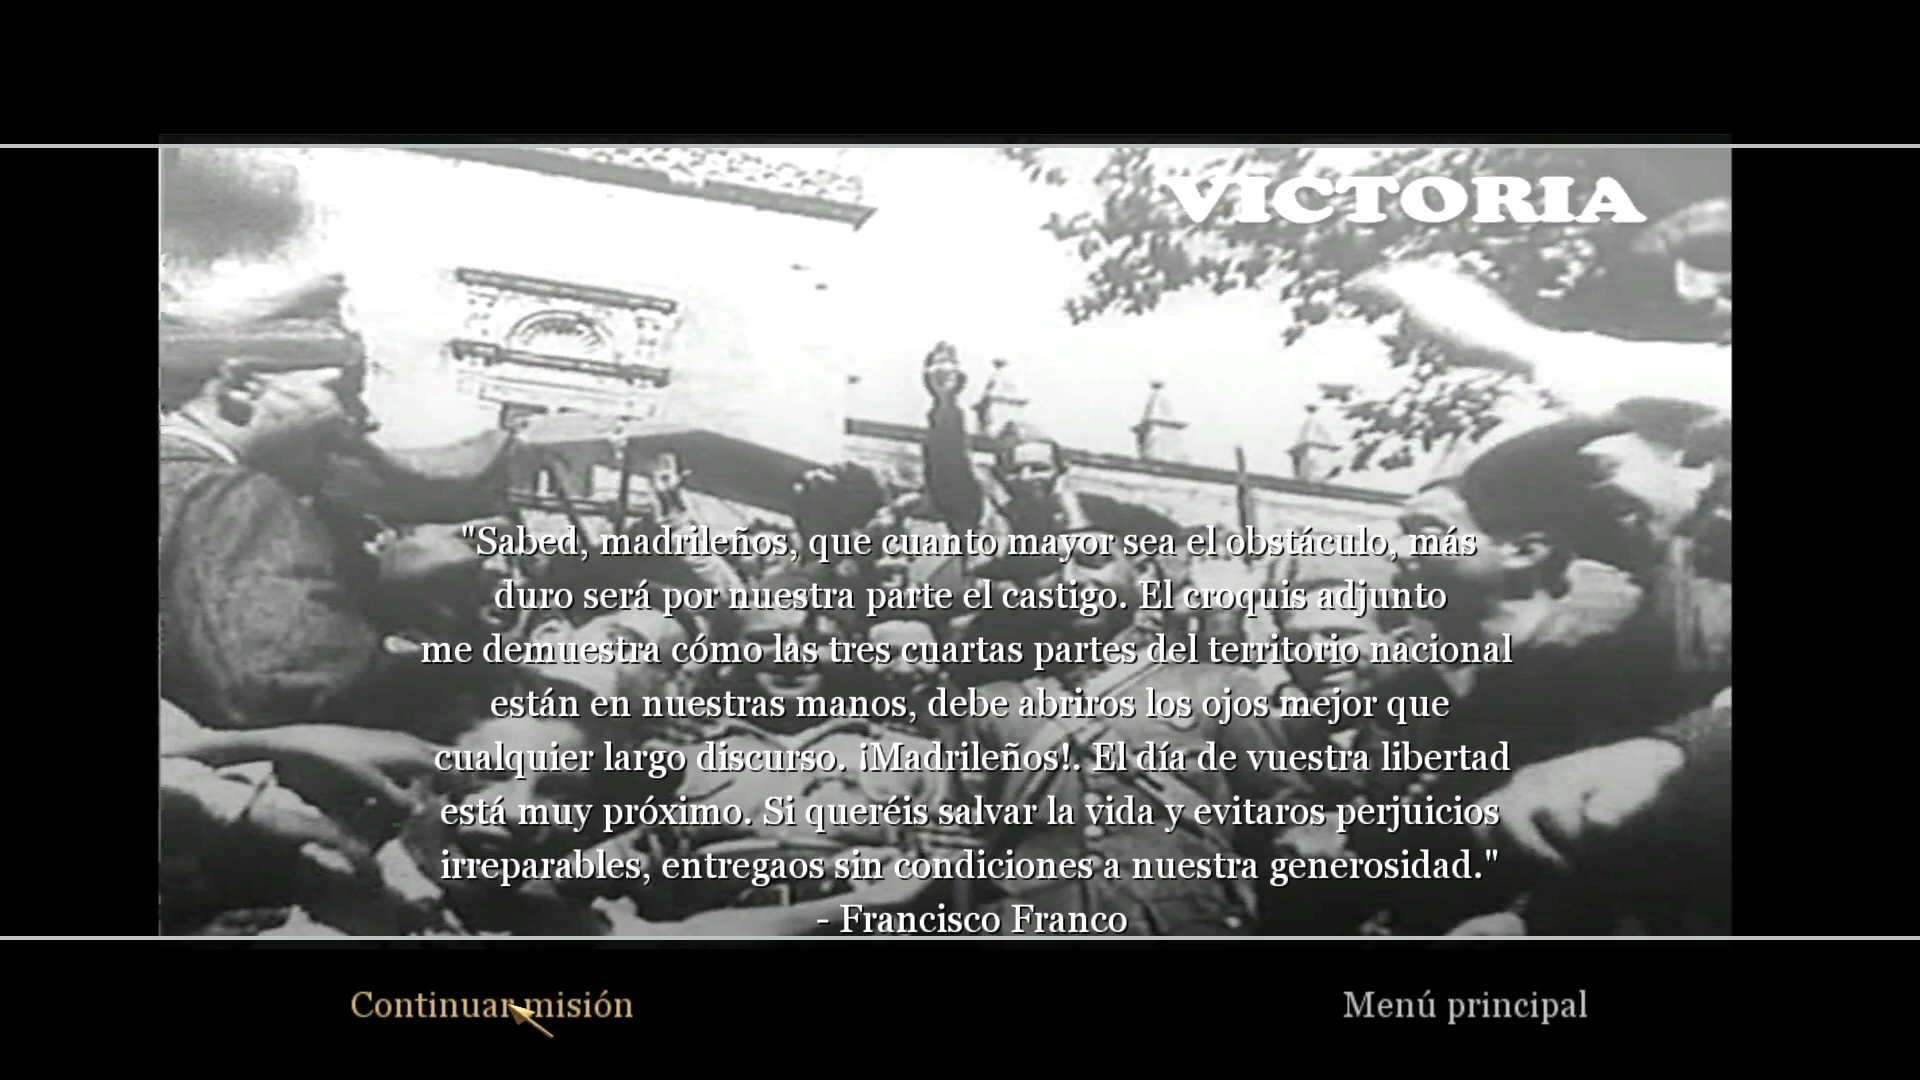 VICTORIA
"Sabed, madrileños, que cuanto mayor sea el obstáculo, más
duro será por nuestra parte el castigo. El croquis adjunto
me demuestra cómo las tres cuartas partes del territorio nacional
están en nuestras manos, debe abriros los ojos mejor que
cualquier largo discurso. ¡Madrileños!. El día de vuestra libertad
está muy próximo. Si queréis salvar la vida y evitaros perjuicios
irreparables, entregaos sin condiciones a nuestra generosidad."
- Francisco Franco
Continuar misión
Menú principal